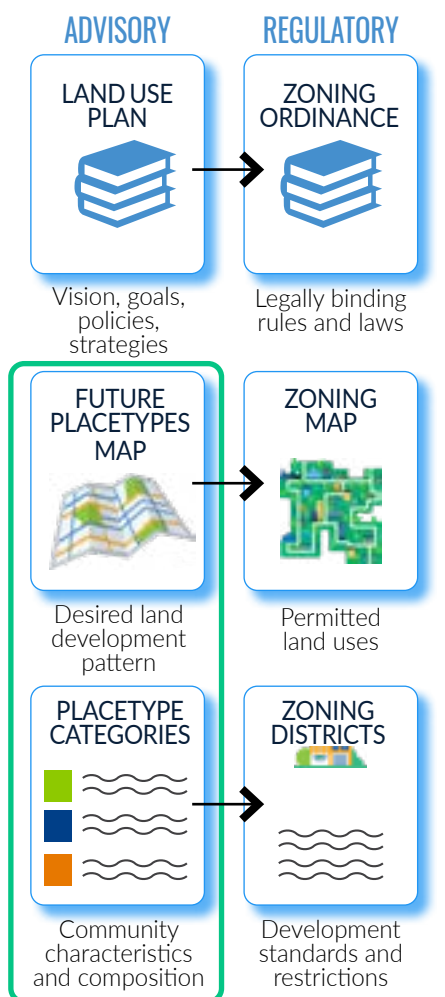 ADVISORY
REGULATORY
LAND USE
PLAN
ZONING
ORDINANCE
Vision, goals,
policies,
strategies
Legally binding
rules and laws
FUTURE
PLACETYPES
MAP
ZONING
MAP
Desired land
development
pattern
Permitted
land uses
PLACETYPE
CATEGORIES
ZONING
DISTRICTS
Community
characteristics
and composition
Development
standards and
restrictions